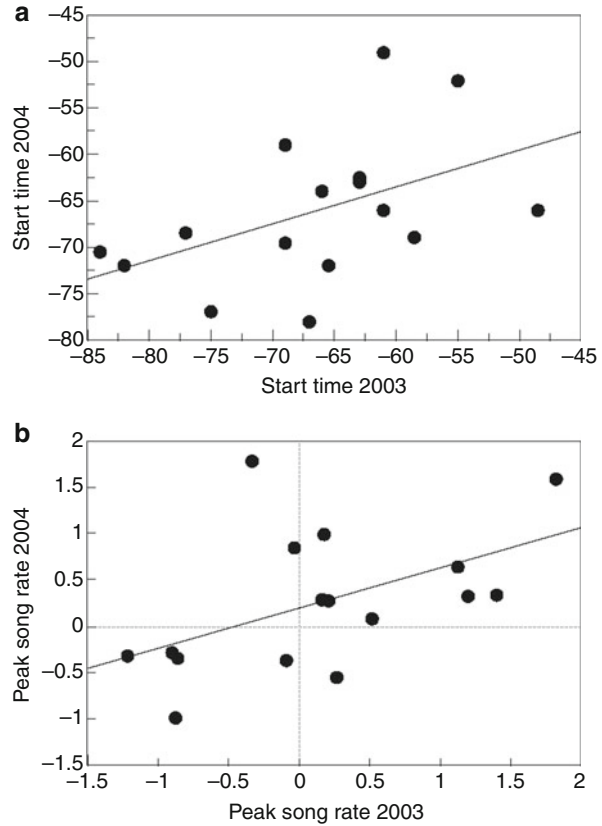 a
−45
−50
−55
−60
−65
−70
−75
−80
Start time 2004
−85 −80 −75 −70 −65 −60 −55 −50 −45
Start time 2003
b
2
1.5
1
0.5
0
−0.5
−1
−1.5
Peak song rate 2004
−1.5 −1 −0.5 0 0.5 1 1.5 2
Peak song rate 2003